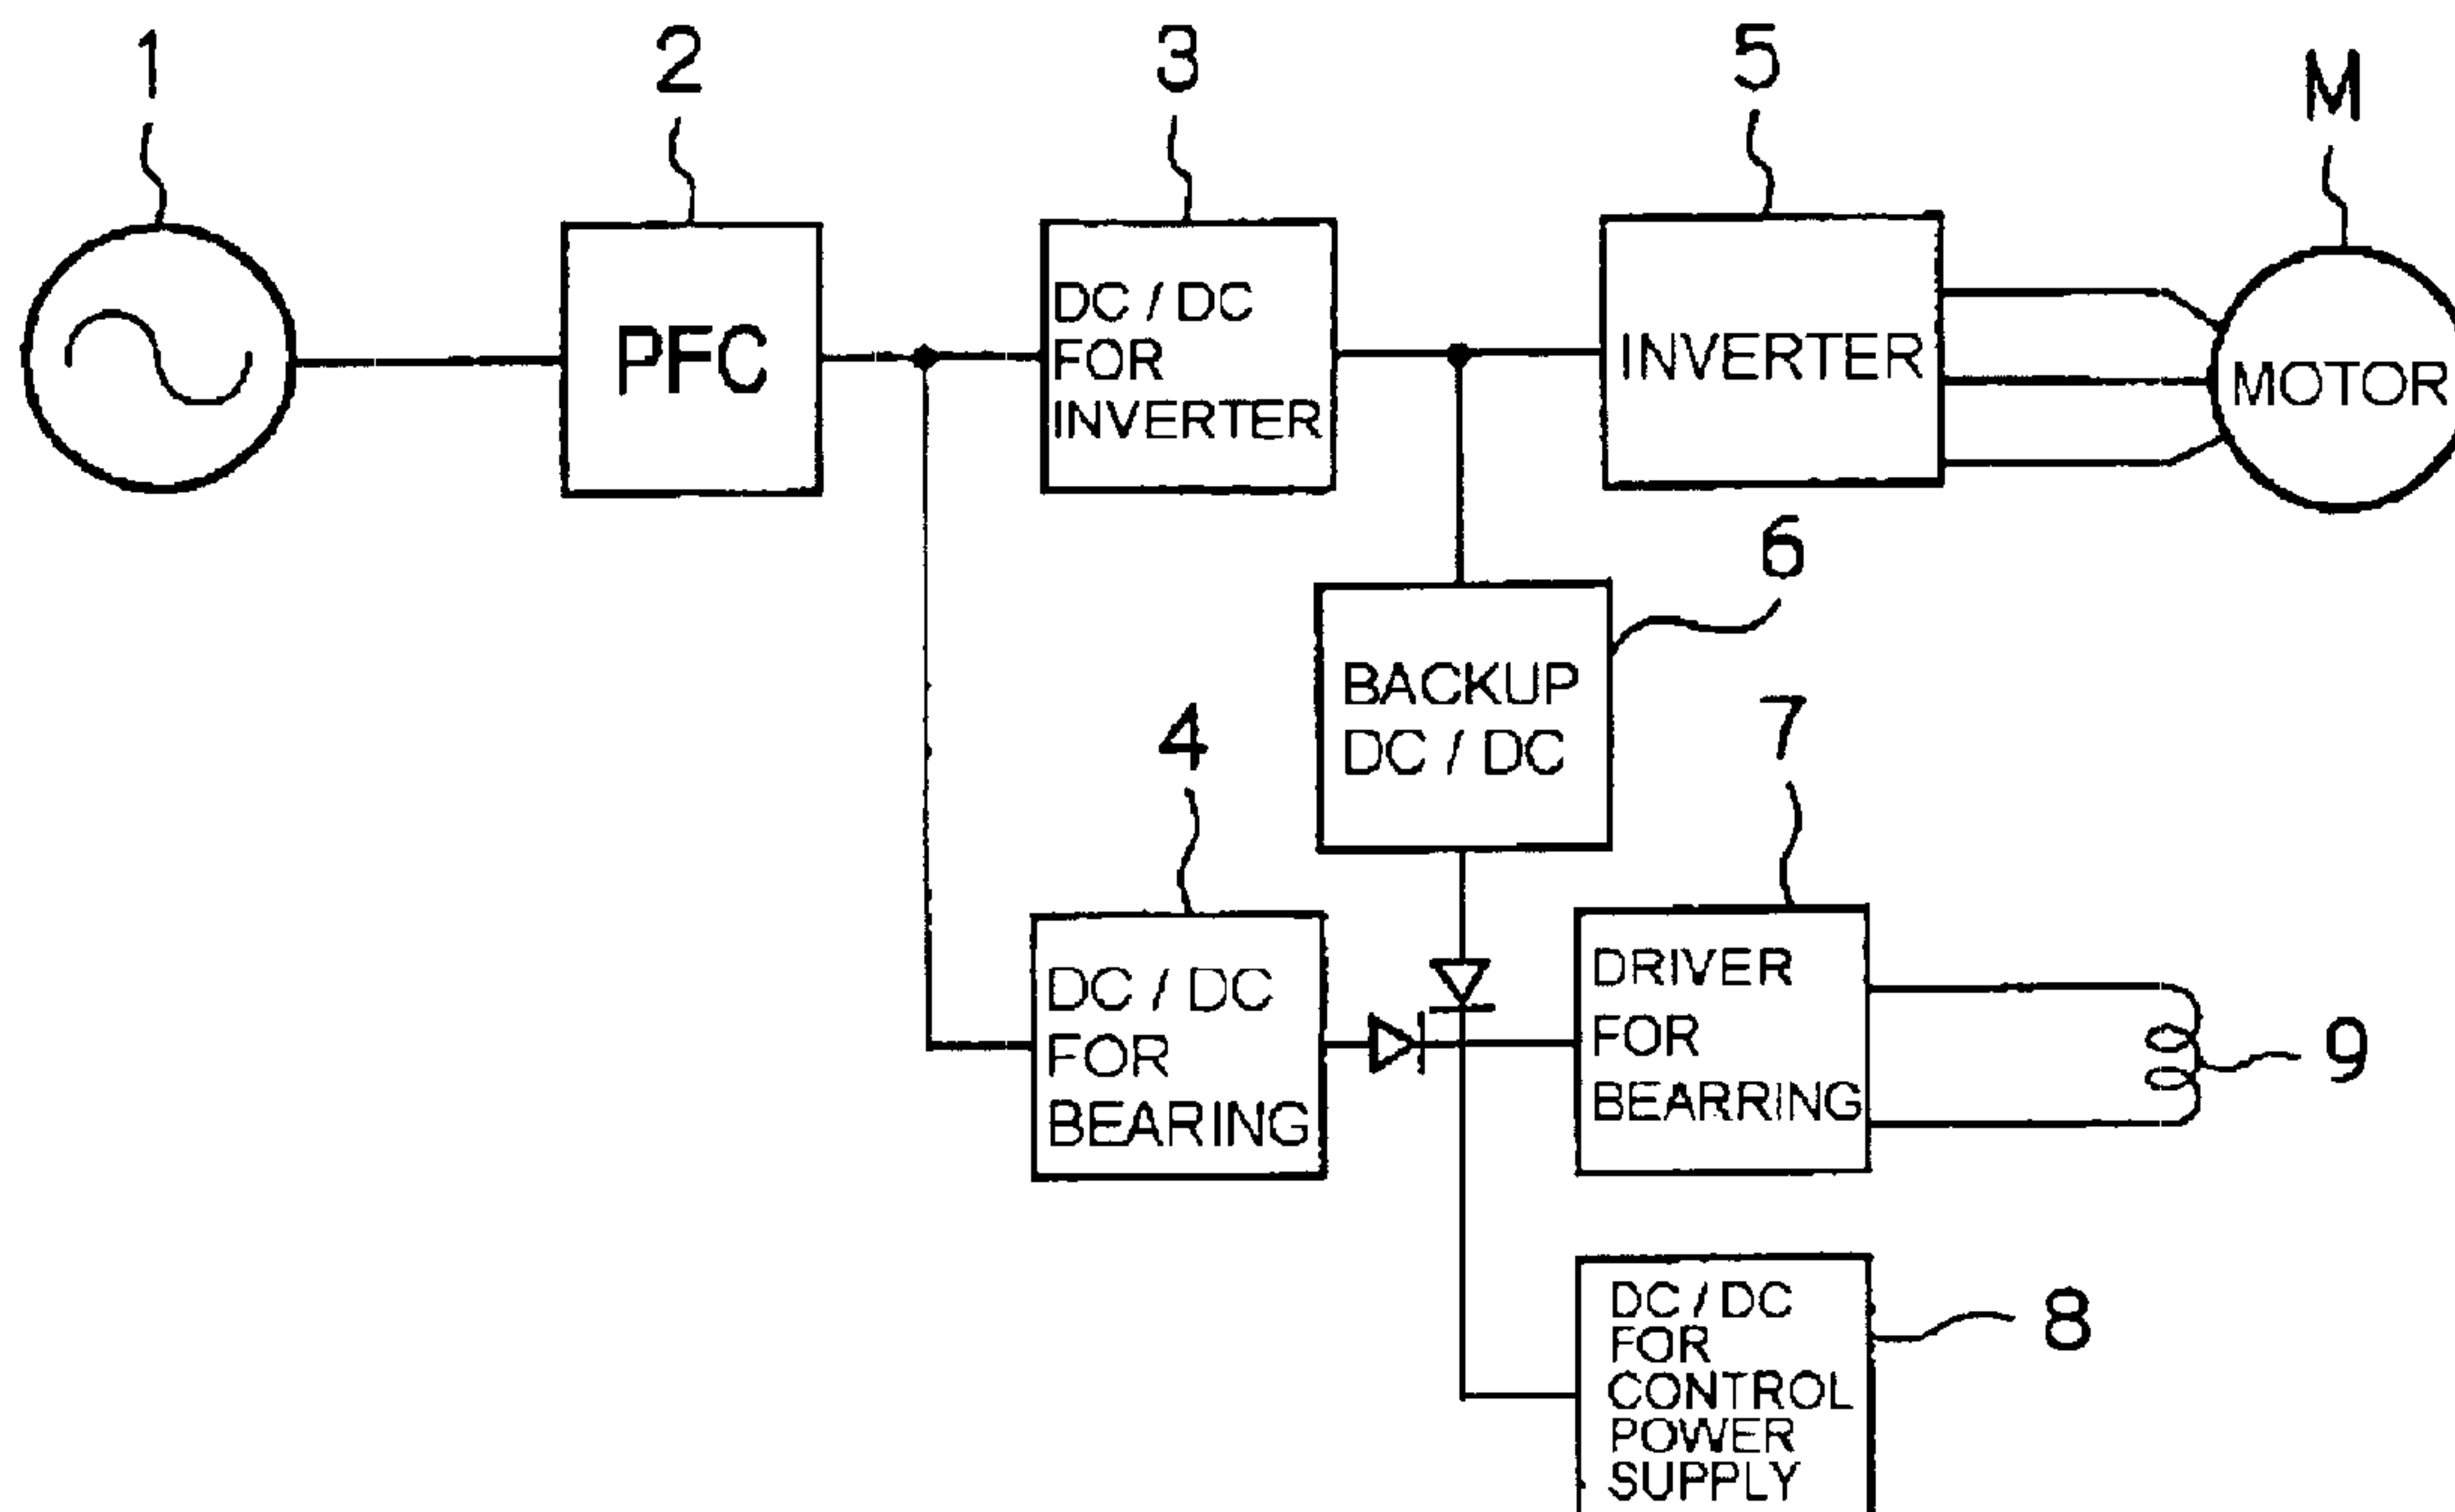 1
2
3
5
M
PFC
DC / DC
FOR
INVERTER
INVERTER
MOTOR
6
BACKUP
DC / DC
4
7
DC / DC
FOR
BEARING
DRIVER
FOR
BEARRING
9
DC / DC
FOR
CONTROL
POWER
SUPPLY
8